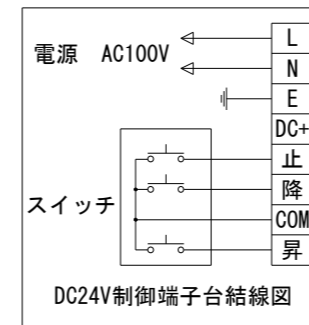 電源 AC100V
L
N
E
DC+
止
降
COM
昇
スイッチ
DC24V制御端子台結線図